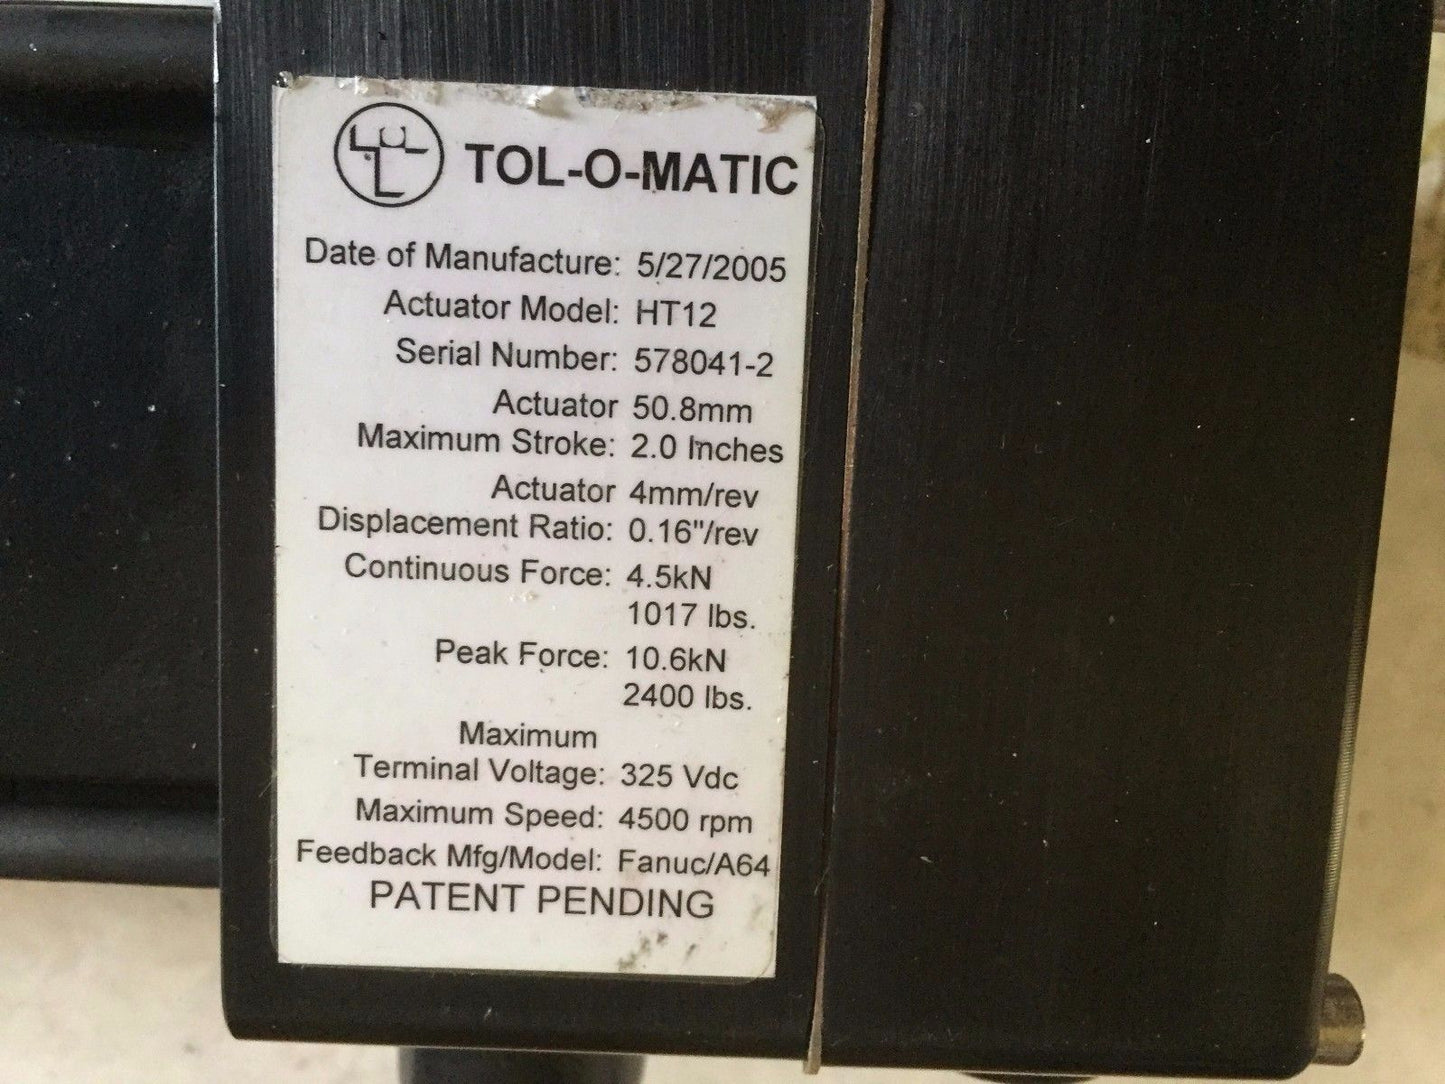 TOL-O-MATIC
Date of Manufacture: 5/27/2005
Actuator Model: HT12
Serial Number: 578041-2
Actuator 50.8mm
Maximum Stroke: 2.0 Inches
Actuator 4mm/rev
Displacement Ratio: 0.16"/rev
Continuous Force: 4.5kN
1017 lbs.
Peak Force: 10.6kN
2400 lbs.
Maximum
Terminal Voltage: 325 Vdc
Maximum Speed: 4500 rpm
Feedback Mfg/Model: Fanuc/A64
PATENT PENDING